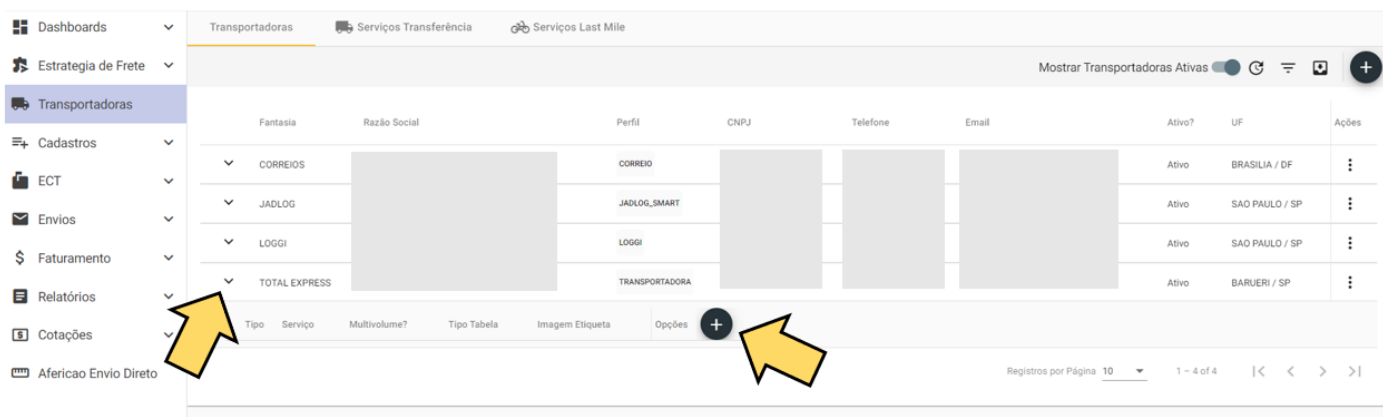 Dashboards
Estrategia de Frete
Transportadoras
Cadastros
ECT
Envios
Faturamento
Relatórios
Cotações
Afericao Envio Direto
Transportadoras Serviços Transferência Serviços Last Mile
Mostrar Transportadoras Ativas
Fantasia Razão Social Perfil CNPJ Telefone Email Ativo? UF Ações
CORREIOS CORREIO Ativo BRASILIA / DF
JADLOG JADLOG_SMART Ativo SAO PAULO / SP
LOGGI LOGGI Ativo SAO PAULO / SP
TOTAL EXPRESS TRANSPORTADORA Ativo BARUERI / SP
Tipo Serviço Multivolume? Tipo Tabela Imagem Etiqueta Opções
Registros por Página 10 1 – 4 of 4